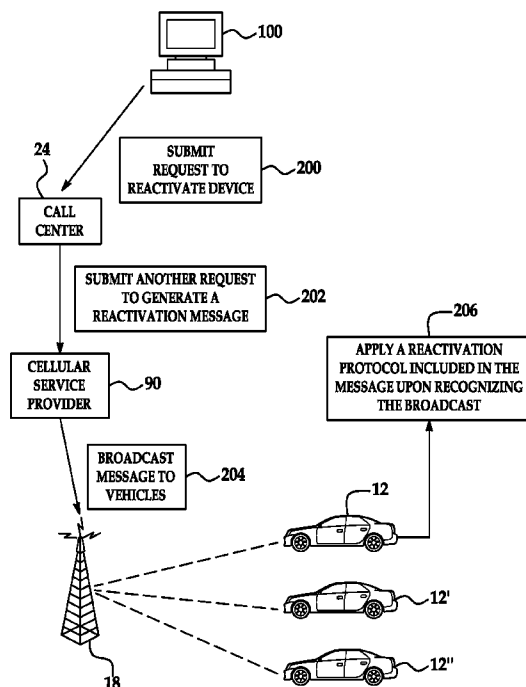 100
24
SUBMIT
REQUEST TO
REACTIVATE DEVICE
200
CALL
CENTER
SUBMIT ANOTHER REQUEST
TO GENERATE A
REACTIVATION MESSAGE
202
206
APPLY A REACTIVATION
PROTOCOL INCLUDED IN THE
MESSAGE UPON RECOGNIZING
THE BROADCAST
CELLULAR
SERVICE
PROVIDER
90
BROADCAST
MESSAGE TO
VEHICLES
204
12
12'
12"
18